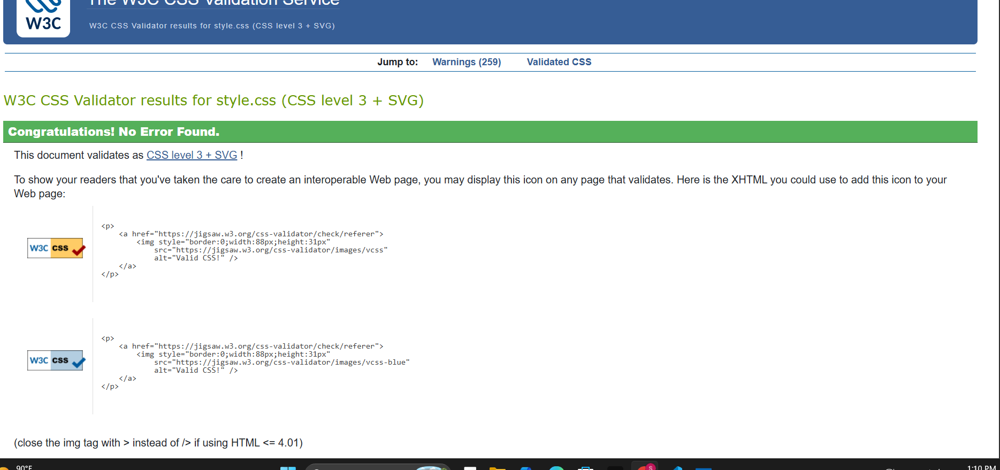 The W3C CSS Validation Service
W3C
W3C CSS Validator results for style.css (CSS level 3 + SVG)
Jump to: Warnings (259) Validated CSS
W3C CSS Validator results for style.css (CSS level 3 + SVG)
Congratulations! No Error Found.
This document validates as CSS level 3 + SVG !
To show your readers that you've taken the care to create an interoperable Web page, you may display this icon on any page that validates. Here is the XHTML you could use to add this icon to your
Web page:
W3C css
<p>
<a href="https://jigsaw.w3.org/css-validator/check/referer">
<img style="border:0;width:88px;height:31px"
src="https://jigsaw.w3.org/css-validator/images/vcss"
alt="Valid CSS!" />
</a>
</p>
W3C css
<p>
<a href="https://jigsaw.w3.org/css-validator/check/referer">
<img style="border:0;width:88px;height:31px"
src="https://jigsaw.w3.org/css-validator/images/vcss-blue"
alt="Valid CSS!" />
</a>
</p>
(close the img tag with > instead of /> if using HTML <= 4.01)
90°F
S
1:10 PM